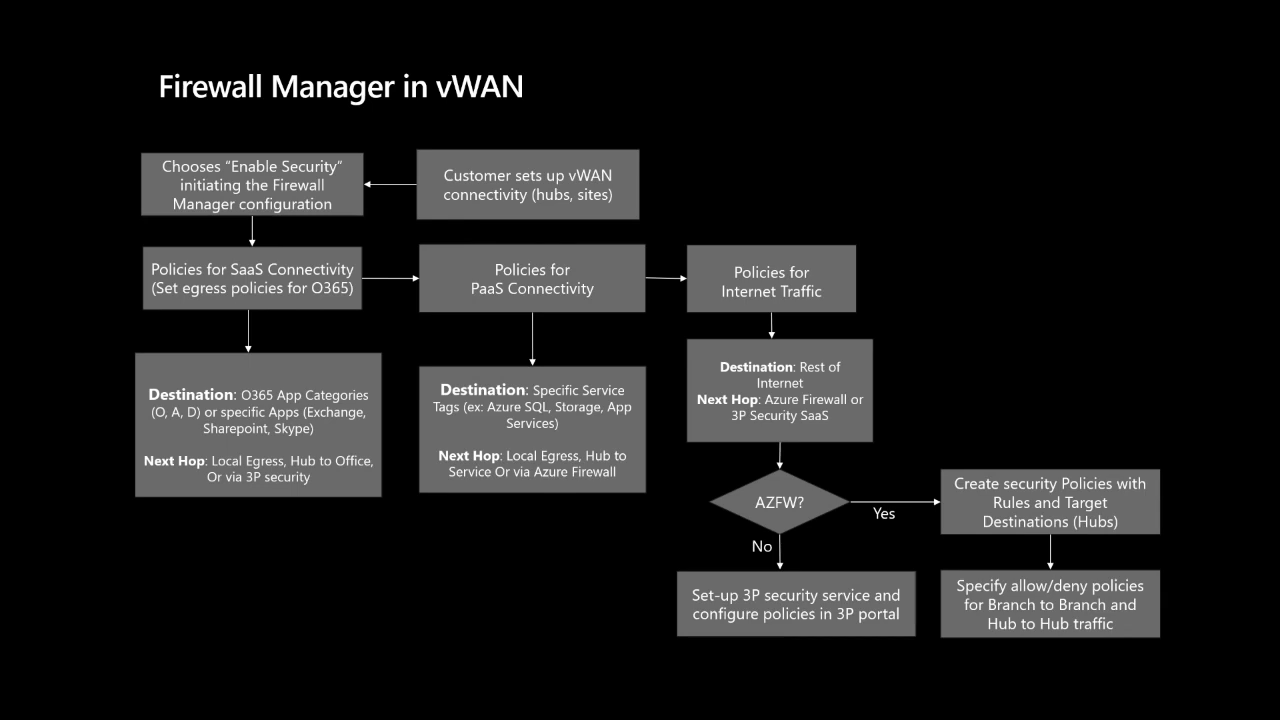 Firewall Manager in vWAN
Chooses “Enable Security”
initiating the Firewall
Manager configuration
Customer sets up vWAN
connectivity (hubs, sites)
Policies for SaaS Connectivity
(Set egress policies for O365)
Policies for
PaaS Connectivity
Policies for
Internet Traffic
Destination: O365 App Categories
(O, A, D) or specific Apps (Exchange,
Sharepoint, Skype)
Next Hop: Local Egress, Hub to Office,
Or via 3P security
Destination: Specific Service
Tags (ex: Azure SQL, Storage, App
Services)
Next Hop: Local Egress, Hub to
Service Or via Azure Firewall
Destination: Rest of
Internet
Next Hop: Azure Firewall or
3P Security SaaS
AZFW?
Yes
No
Create security Policies with
Rules and Target
Destinations (Hubs)
Set-up 3P security service and
configure policies in 3P portal
Specify allow/deny policies
for Branch to Branch and
Hub to Hub traffic